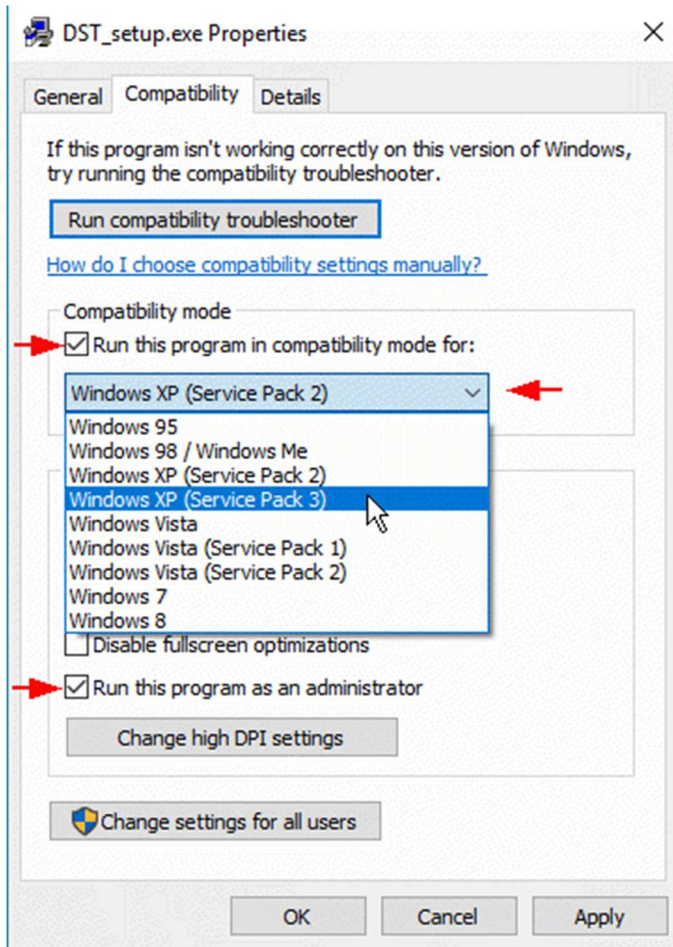 DST_setup.exe Properties
General Compatibility Details
If this program isn't working correctly on this version of Windows,
try running the compatibility troubleshooter.
Run compatibility troubleshooter
How do I choose compatibility settings manually?
Compatibility mode
Run this program in compatibility mode for:
Windows XP (Service Pack 2)
Windows 95
Windows 98 / Windows Me
Windows XP (Service Pack 2)
Windows XP (Service Pack 3)
Windows Vista
Windows Vista (Service Pack 1)
Windows Vista (Service Pack 2)
Windows 7
Windows 8
Disable fullscreen optimizations
Run this program as an administrator
Change high DPI settings
Change settings for all users
OK Cancel Apply